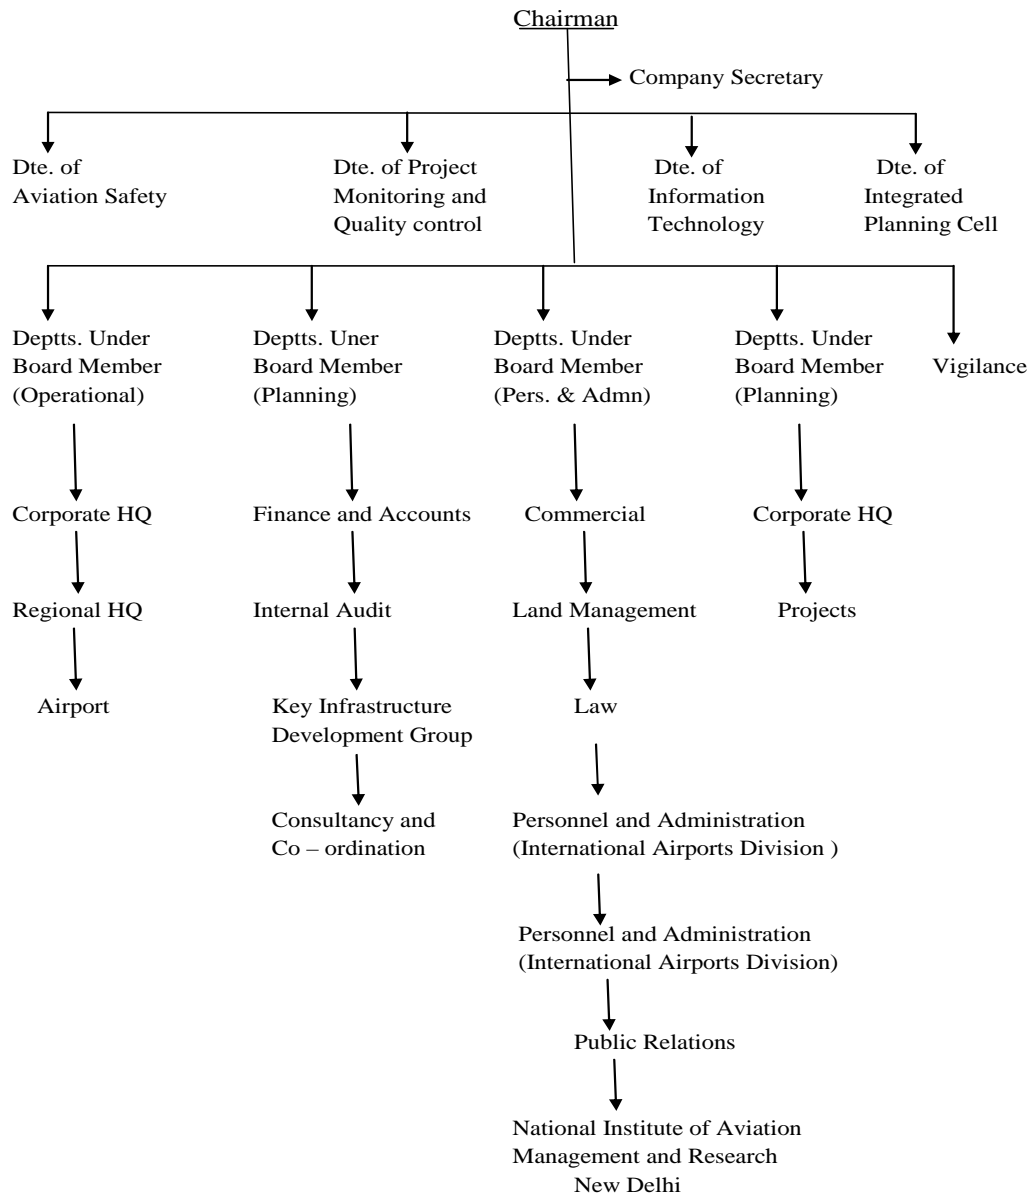 Chairman
Company Secretary
Dte. of
Aviation Safety
Dte. of Project
Monitoring and
Quality control
Dte. of
Information
Technology
Dte. of
Integrated
Planning Cell
Deptts. Under
Board Member
(Operational)
Deptts. Uner
Board Member
(Planning)
Deptts. Under
Board Member
(Pers. & Admn)
Deptts. Under
Board Member
(Planning)
Vigilance
Corporate HQ
Finance and Accounts
Commercial
Corporate HQ
Regional HQ
Internal Audit
Land Management
Projects
Airport
Key Infrastructure
Development Group
Law
Consultancy and
Co – ordination
Personnel and Administration
(International Airports Division )
Personnel and Administration
(International Airports Division)
Public Relations
National Institute of Aviation
Management and Research
New Delhi